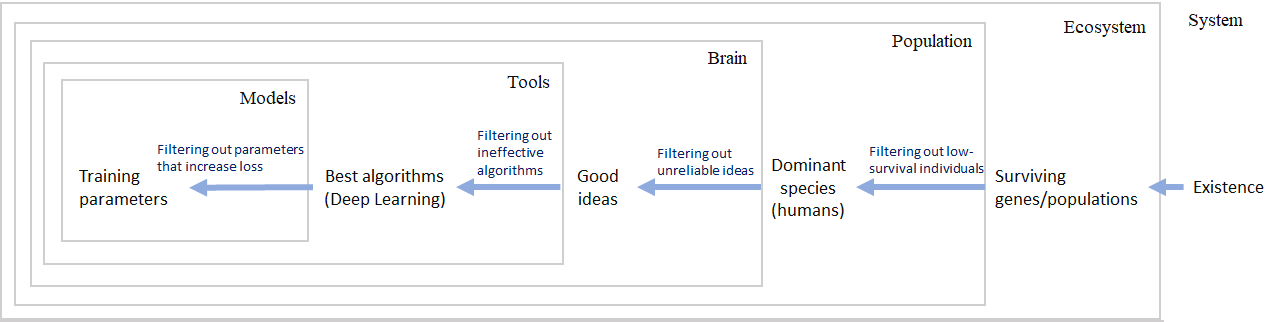 System
Ecosystem
Population
Brain
Tools
Models
Filtering out parameters
that increase loss
Training
parameters
Best algorithms
(Deep Learning)
Filtering out
ineffective
algorithms
Good
ideas
Filtering out
unreliable ideas
Dominant
species
(humans)
Filtering out low-
survival individuals
Surviving
genes/populations
Existence